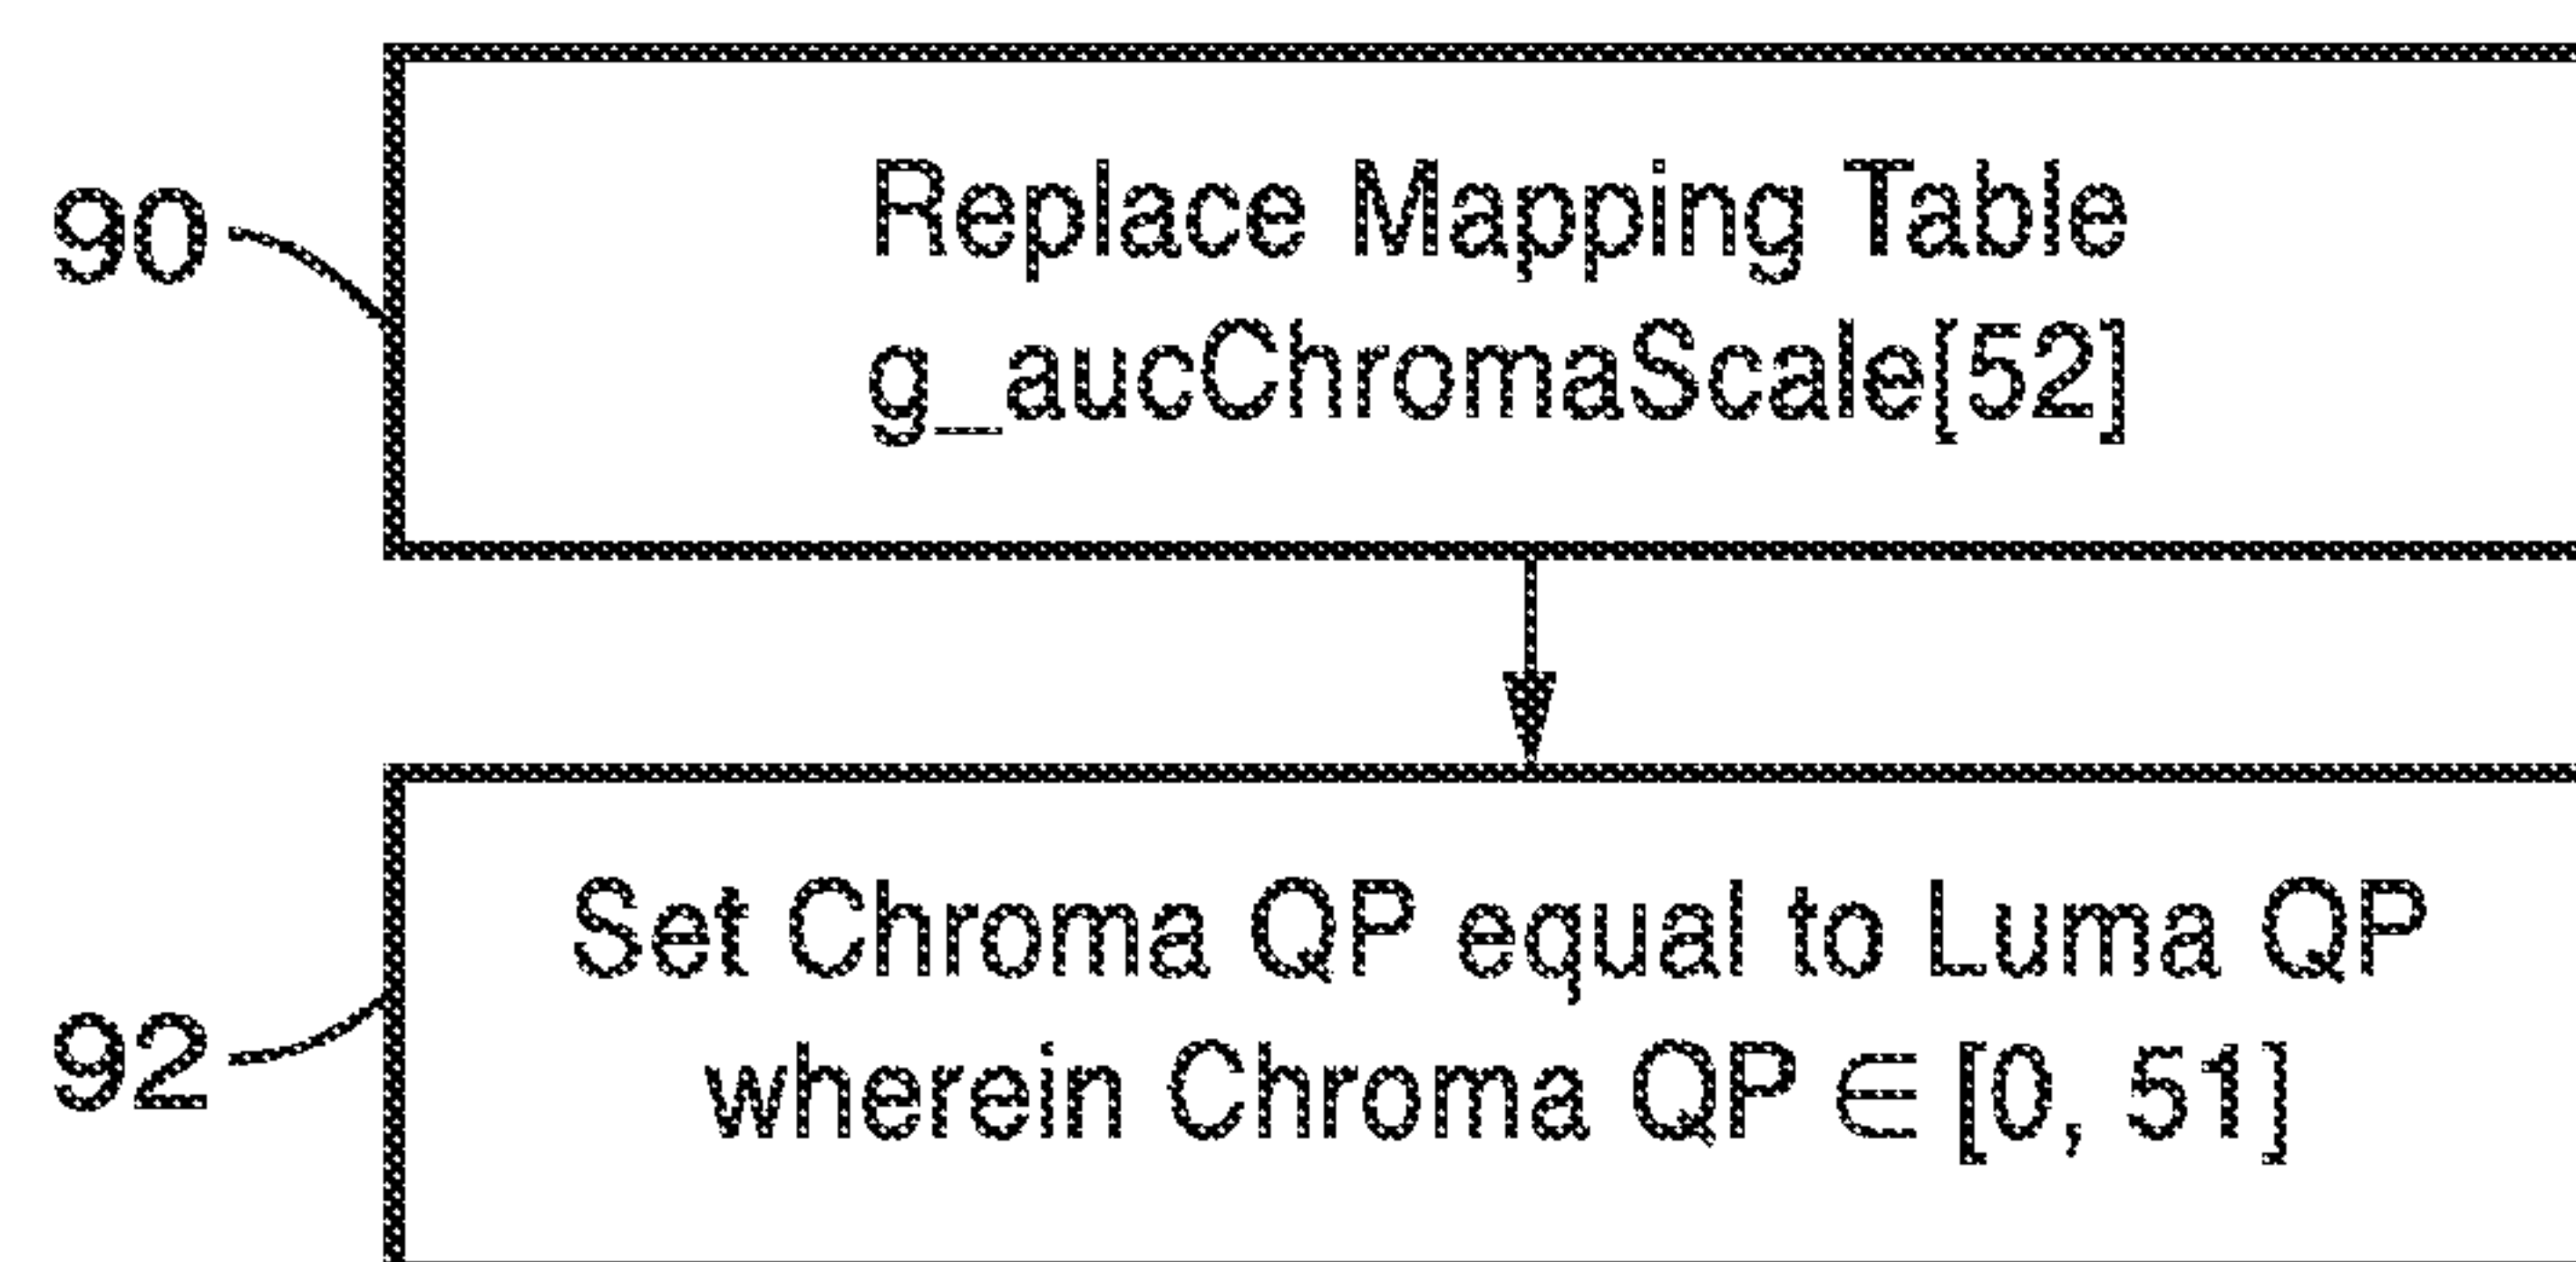 90
Replace Mapping Table
g_aucChromaScale[52]
92
Set Chroma QP equal to Luma QP
wherein Chroma QP ∈ [0, 51]